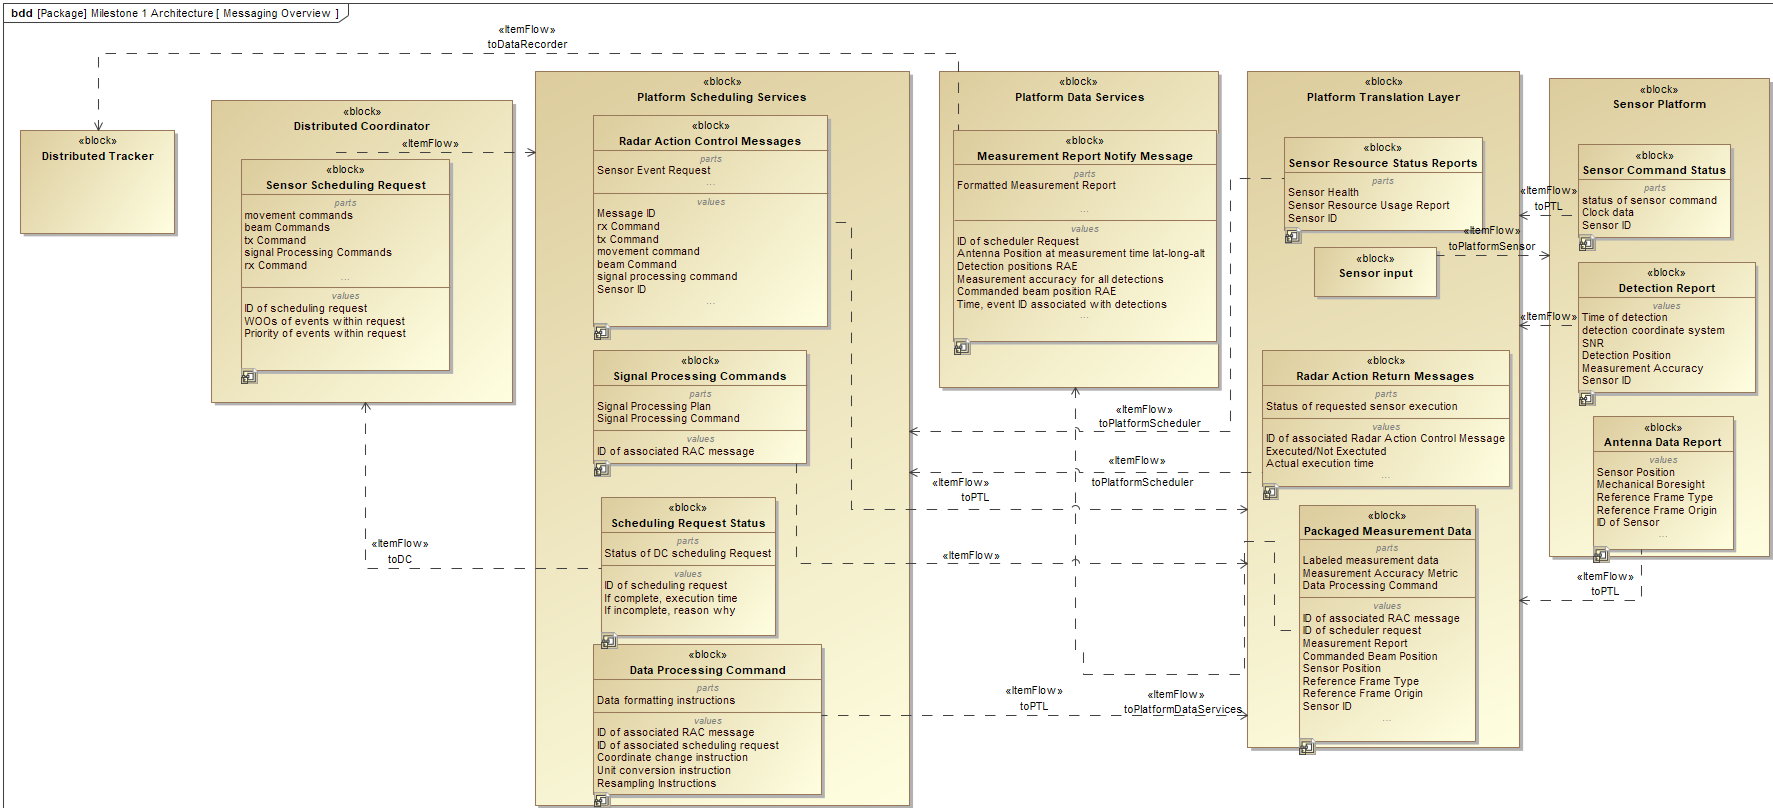 bdd [Package] Milestone 1 Architecture [ Messaging Overview ]
«ItemFlow»
toDataRecorder
«block»
Distributed Tracker
«block»
Distributed Coordinator
«ItemFlow»
«block»
Sensor Scheduling Request
parts
movement commands
beam Commands
tx Command
signal Processing Commands
rx Command
...
values
ID of scheduling request
WOOs of events within request
Priority of events within request
«ItemFlow»
toDC
«block»
Platform Scheduling Services
«block»
Radar Action Control Messages
parts
Sensor Event Request
...
values
Message ID
rx Command
tx Command
movement command
beam Command
signal processing command
Sensor ID
...
«block»
Signal Processing Commands
parts
Signal Processing Plan
Signal Processing Command
values
ID of associated RAC message
«block»
Scheduling Request Status
parts
Status of DC scheduling Request
values
ID of scheduling request
If complete, execution time
If incomplete, reason why
«block»
Data Processing Command
parts
Data formatting instructions
values
ID of associated RAC message
ID of associated scheduling request
Coordinate change instruction
Unit conversion instruction
Resampling Instructions
«block»
Platform Data Services
«block»
Measurement Report Notify Message
parts
Formatted Measurement Report
...
values
ID of scheduler Request
Antenna Position at measurement time lat-long-alt
Detection positions RAE
Measurement accuracy for all detections
Commanded beam position RAE
Time, event ID associated with detections
...
«ItemFlow»
toPlatformScheduler
«ItemFlow»
toPlatformScheduler
«ItemFlow»
toPTL
«ItemFlow»
«ItemFlow»
toPTL
«ItemFlow»
toPlatformDataServices
«block»
Platform Translation Layer
«block»
Sensor Resource Status Reports
parts
Sensor Health
Sensor Resource Usage Report
Sensor ID
«block»
Sensor input
«block»
Radar Action Return Messages
parts
Status of requested sensor execution
values
ID of associated Radar Action Control Message
Executed/Not Exectuted
Actual execution time
...
«block»
Packaged Measurement Data
parts
Labeled measurement data
Measurement Accuracy Metric
Data Processing Command
values
ID of associated RAC message
ID of scheduler request
Measurement Report
Commanded Beam Position
Sensor Position
Reference Frame Type
Reference Frame Origin
Sensor ID
...
«ItemFlow»
toPTL
«ItemFlow»
toPlatformSensor
«ItemFlow»
«ItemFlow»
toPTL
«block»
Sensor Platform
«block»
Sensor Command Status
parts
status of sensor command
Clock data
Sensor ID
«block»
Detection Report
values
Time of detection
detection coordinate system
SNR
Detection Position
Measurement Accuracy
Sensor ID
«block»
Antenna Data Report
values
Sensor Position
Mechanical Boresight
Reference Frame Type
Reference Frame Origin
ID of Sensor
...